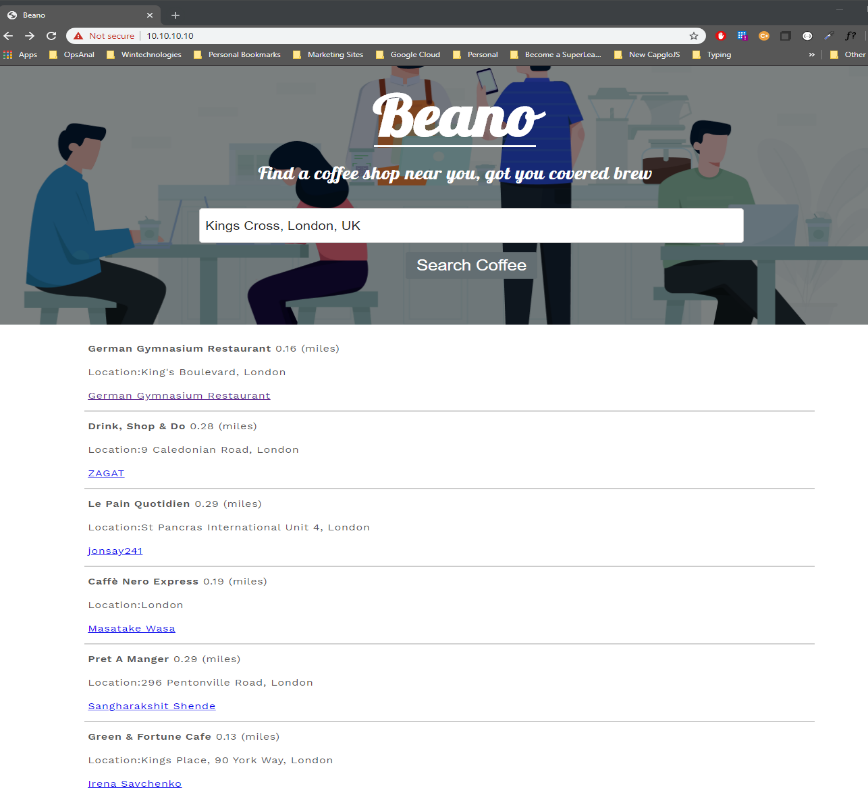 Beano
Not secure
10.10.10.10
Apps
OpsAnal
Wintechnologies
Personal Bookmarks
Marketing Sites
Google Cloud
Personal
Become a SuperLea...
New CapgloJS
Typing
»
Other
Beano
Find a coffee shop near you, got you covered brew
Kings Cross, London, UK
Search Coffee
German Gymnasium Restaurant 0.16 (miles)
Location:King's Boulevard, London
German Gymnasium Restaurant
Drink, Shop & Do 0.28 (miles)
Location:9 Caledonian Road, London
ZAGAT
Le Pain Quotidien 0.29 (miles)
Location:St Pancras International Unit 4, London
jonsay241
Caffè Nero Express 0.19 (miles)
Location:London
Masatake Wasa
Pret A Manger 0.29 (miles)
Location:296 Pentonville Road, London
Sangharakshit Shende
Green & Fortune Cafe 0.13 (miles)
Location:Kings Place, 90 York Way, London
Irena Savchenko